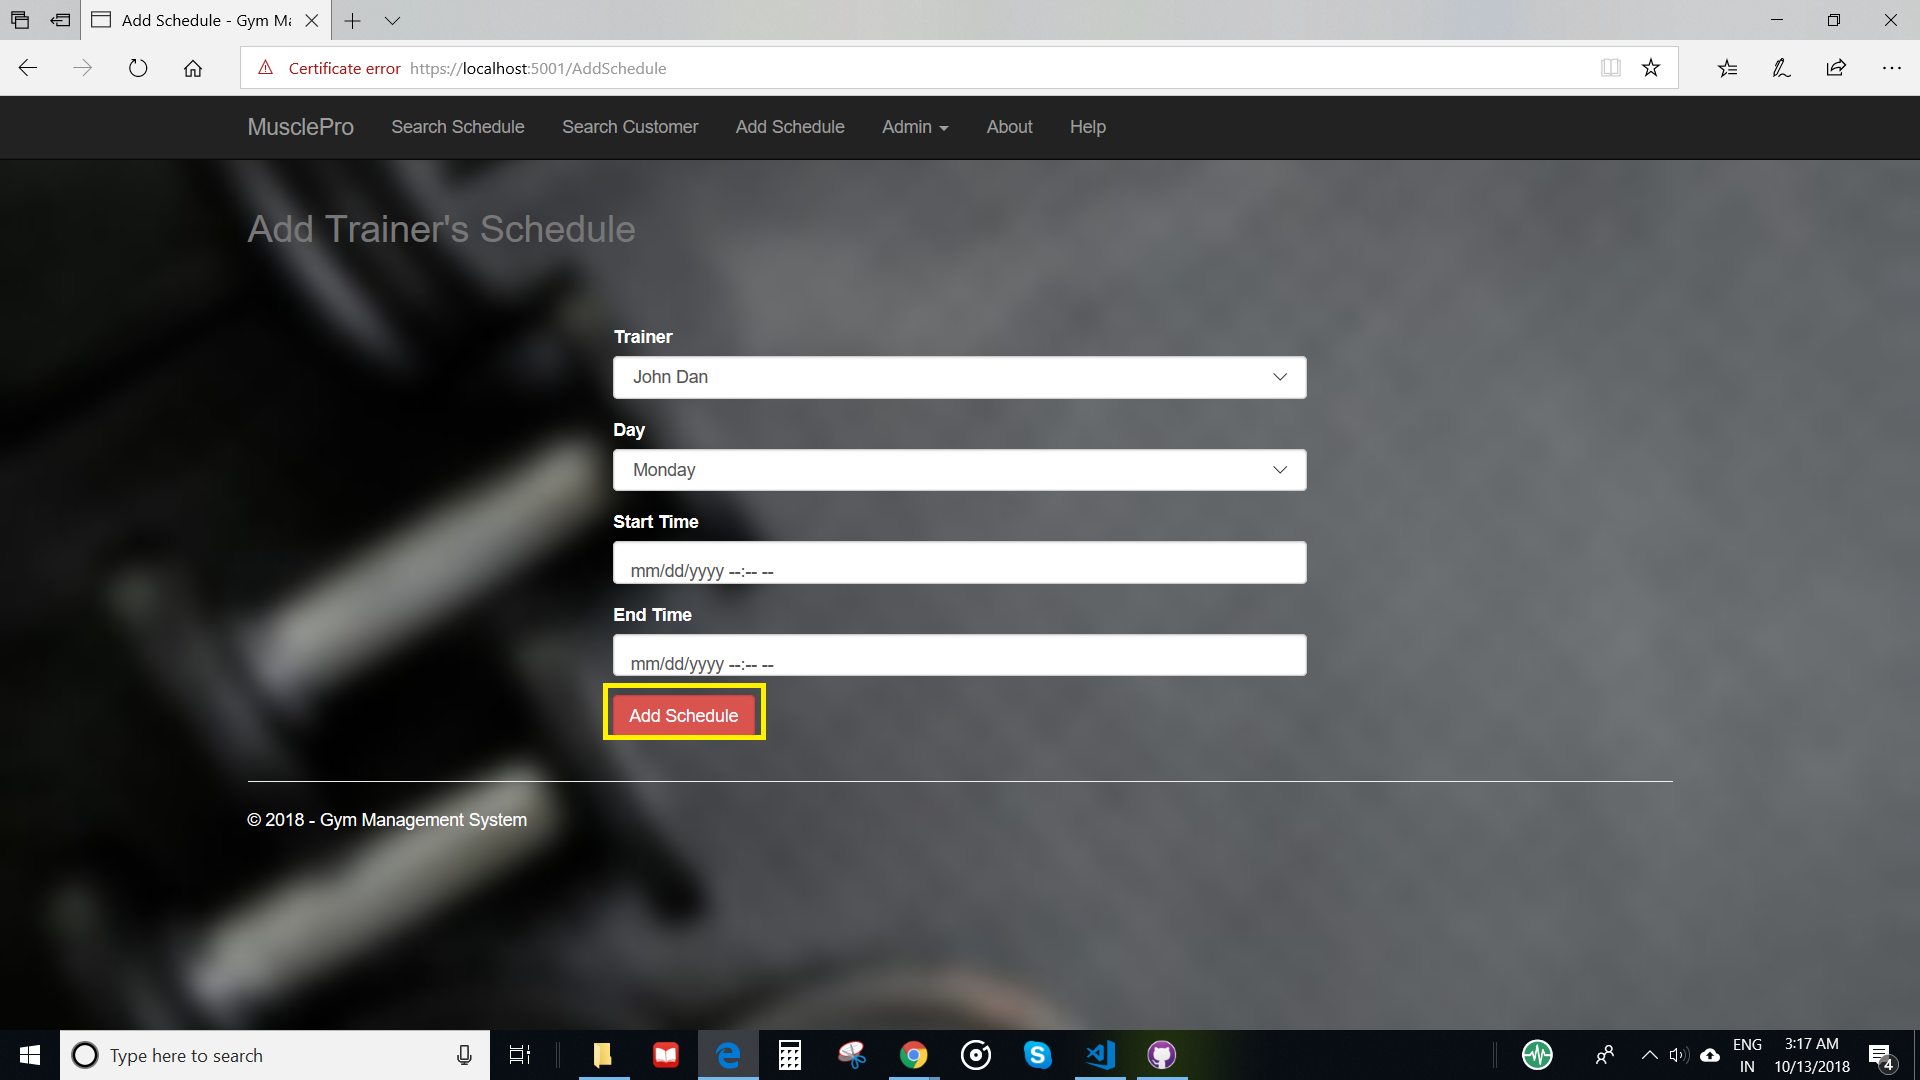 Add Schedule - Gym Ma
Certificate error https://localhost:5001/AddSchedule
MusclePro Search Schedule Search Customer Add Schedule Admin About Help
Add Trainer's Schedule
Trainer
John Dan
Day
Monday
Start Time
mm/dd/yyyy --:-- --
End Time
mm/dd/yyyy --:-- --
Add Schedule
© 2018 - Gym Management System
Type here to search
ENG
IN
3:17 AM
10/13/2018
4